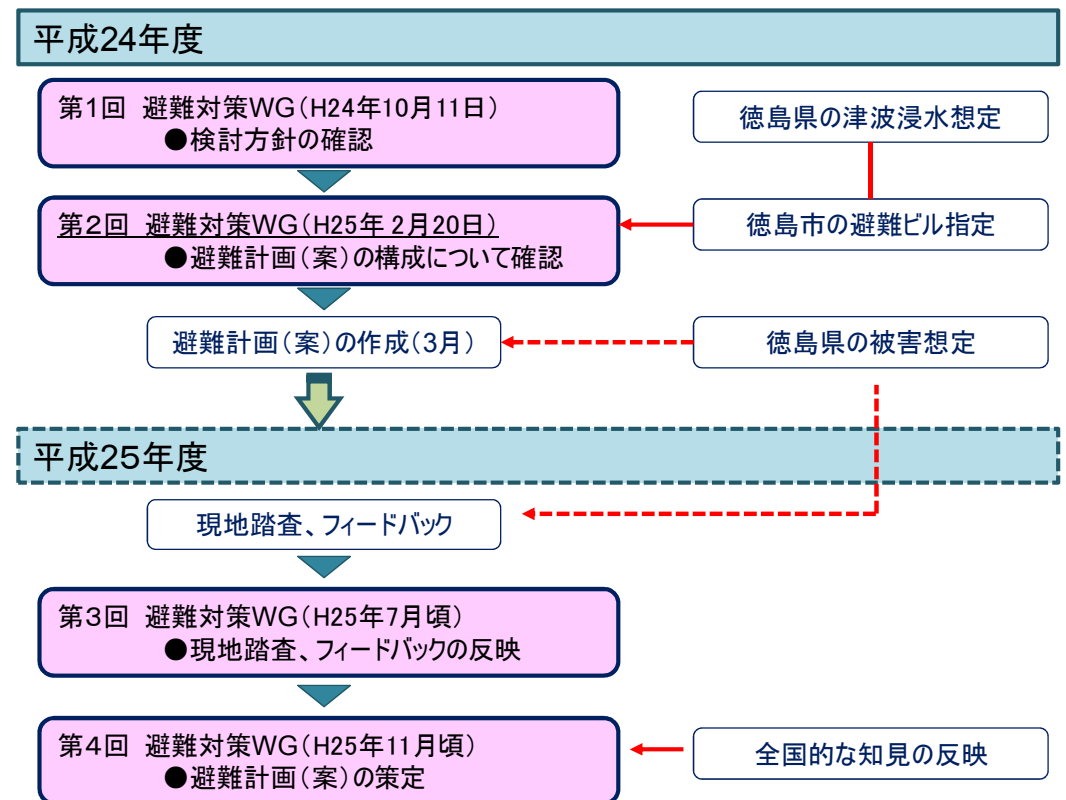 平成24年度
第1回 避難対策WG(H24年10月11日)
●検討方針の確認
徳島県の津波浸水想定
第2回 避難対策WG(H25年 2月20日)
●避難計画(案)の構成について確認
徳島市の避難ビル指定
避難計画(案)の作成(3月)
徳島県の被害想定
平成25年度
現地踏査、フィードバック
第3回 避難対策WG(H25年7月頃)
●現地踏査、フィードバックの反映
第4回 避難対策WG(H25年11月頃)
●避難計画(案)の策定
全国的な知見の反映